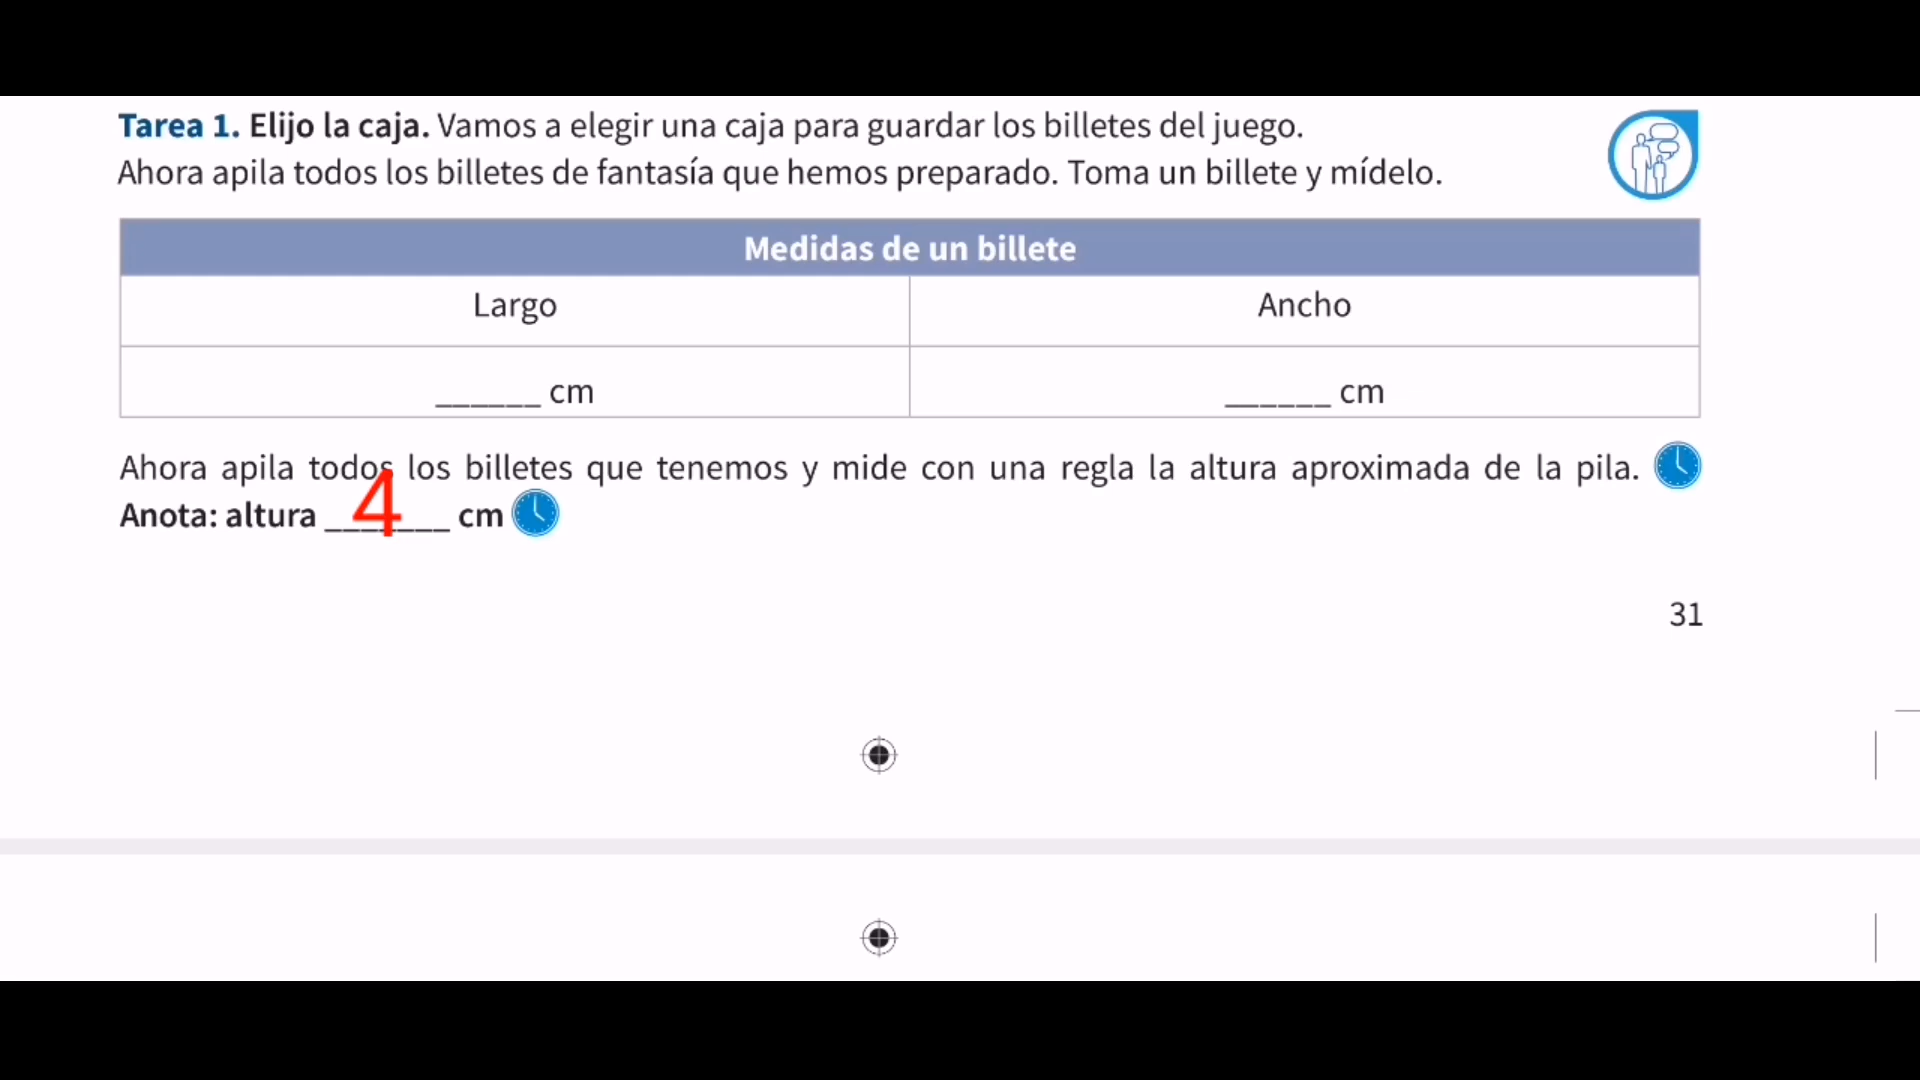 Tarea 1. Elijo la caja. Vamos a elegir una caja para guardar los billetes del juego.
Ahora apila todos los billetes de fantasía que hemos preparado. Toma un billete y mídelo.
Medidas de un billete
Largo Ancho
______ cm ______ cm
Ahora apila todos los billetes que tenemos y mide con una regla la altura aproximada de la pila.
Anota: altura ___4____ cm
31